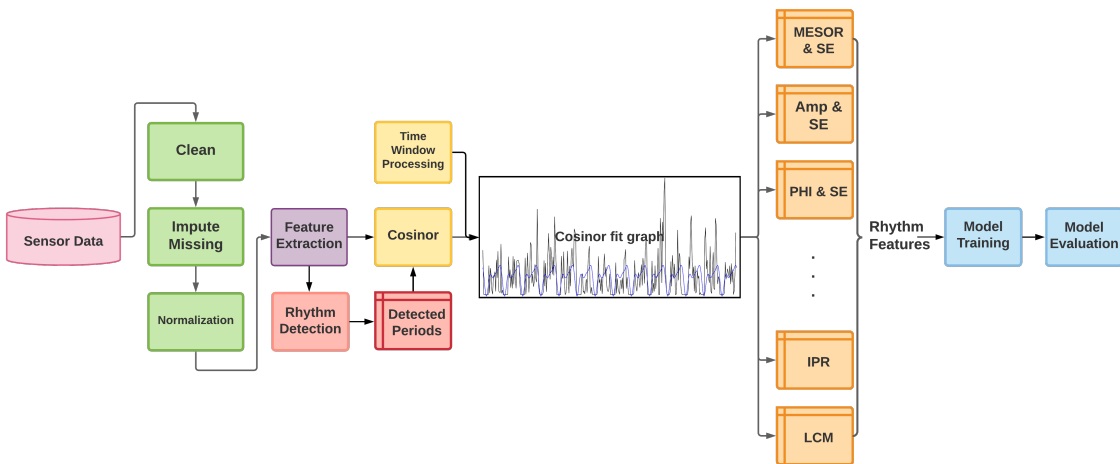 Sensor Data
Clean
Impute
Missing
Normalization
Feature
Extraction
Rhythm
Detection
Time
Window
Processing
Cosinor
Detected
Periods
Cosinor fit graph
MESOR
& SE
Amp &
SE
PHI & SE
.
.
.
IPR
LCM
Rhythm
Features
Model
Training
Model
Evaluation